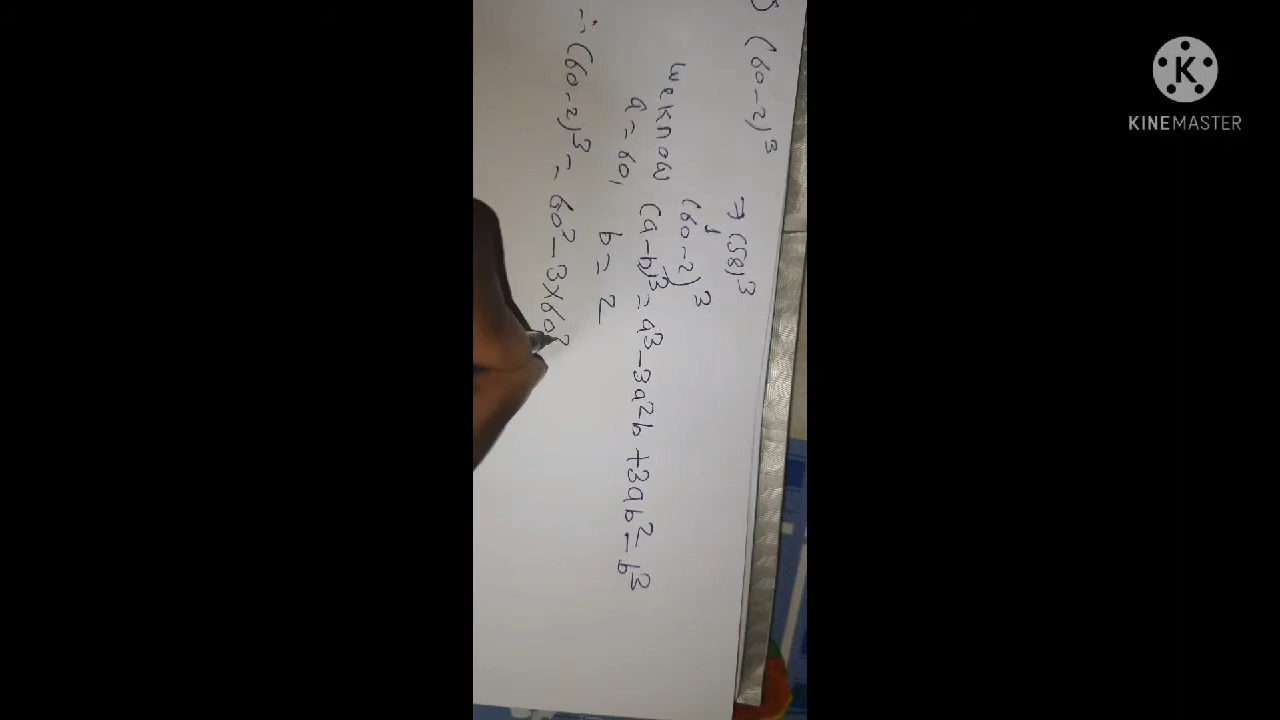 (60-2)³
⇒ (58)³
(60-2)³
we know (a-b)³ = a³ - 3a²b + 3ab² - b³
a = 60, b = 2
∴ (60-2)³ = 60² - 3×60²
KINEMASTER